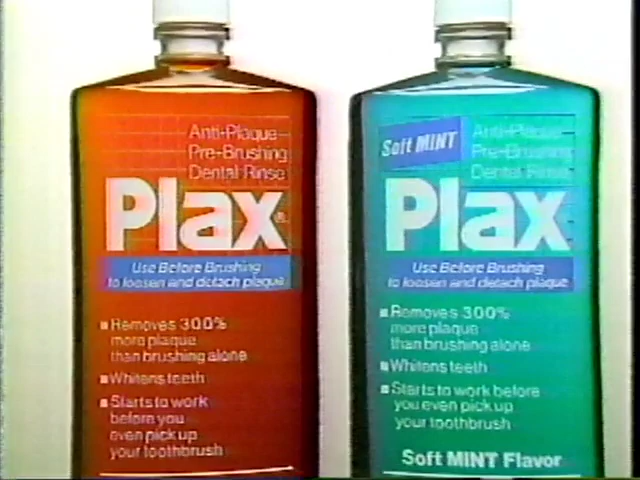 Anti-Plaque
Pre-Brushing
Dental Rinse
Plax®
Use Before Brushing
to loosen and detach plaque
Removes 300%
more plaque
than brushing alone
Whitens teeth
Starts to work
before you
even pick up
your toothbrush
Soft MINT
Anti-Plaque
Pre-Brushing
Dental Rinse
Plax
Use Before Brushing
to loosen and detach plaque
Removes 300%
more plaque
than brushing alone
Whitens teeth
Starts to work before
you even pick up
your toothbrush
Soft MINT Flavor